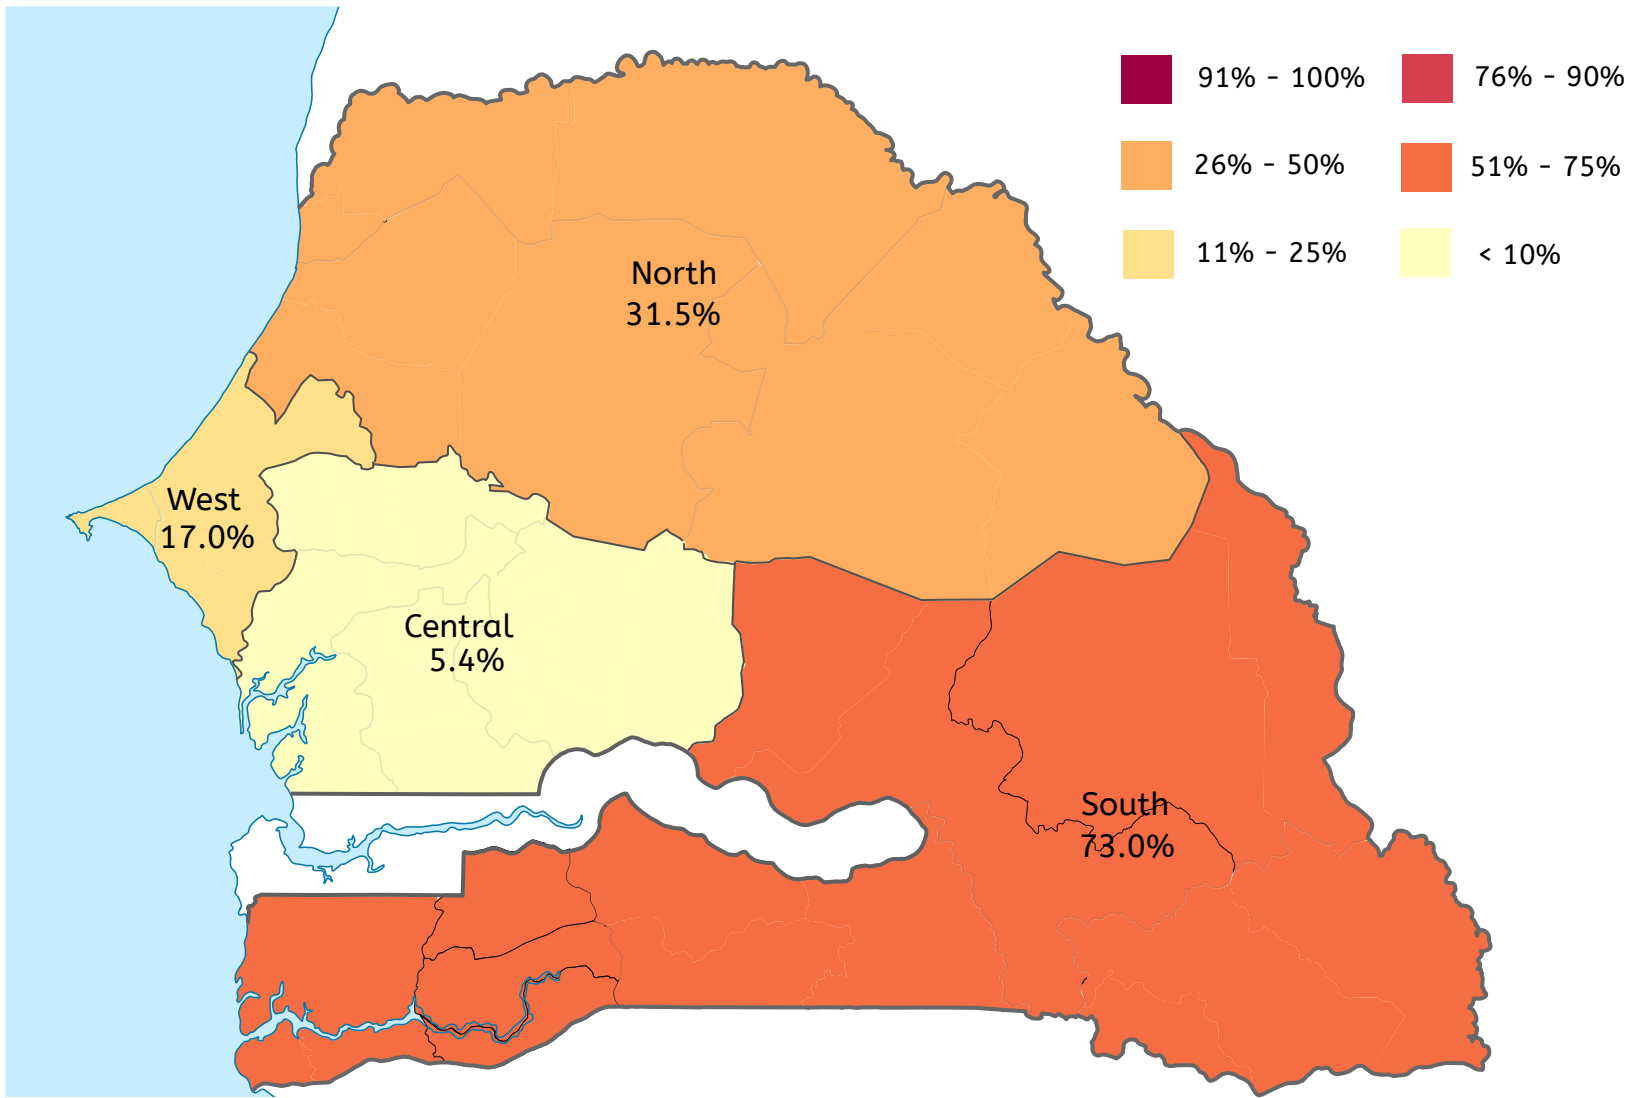 91% - 100%
76% - 90%
26% - 50%
51% - 75%
11% - 25%
< 10%
North
31.5%
West
17.0%
Central
5.4%
South
73.0%